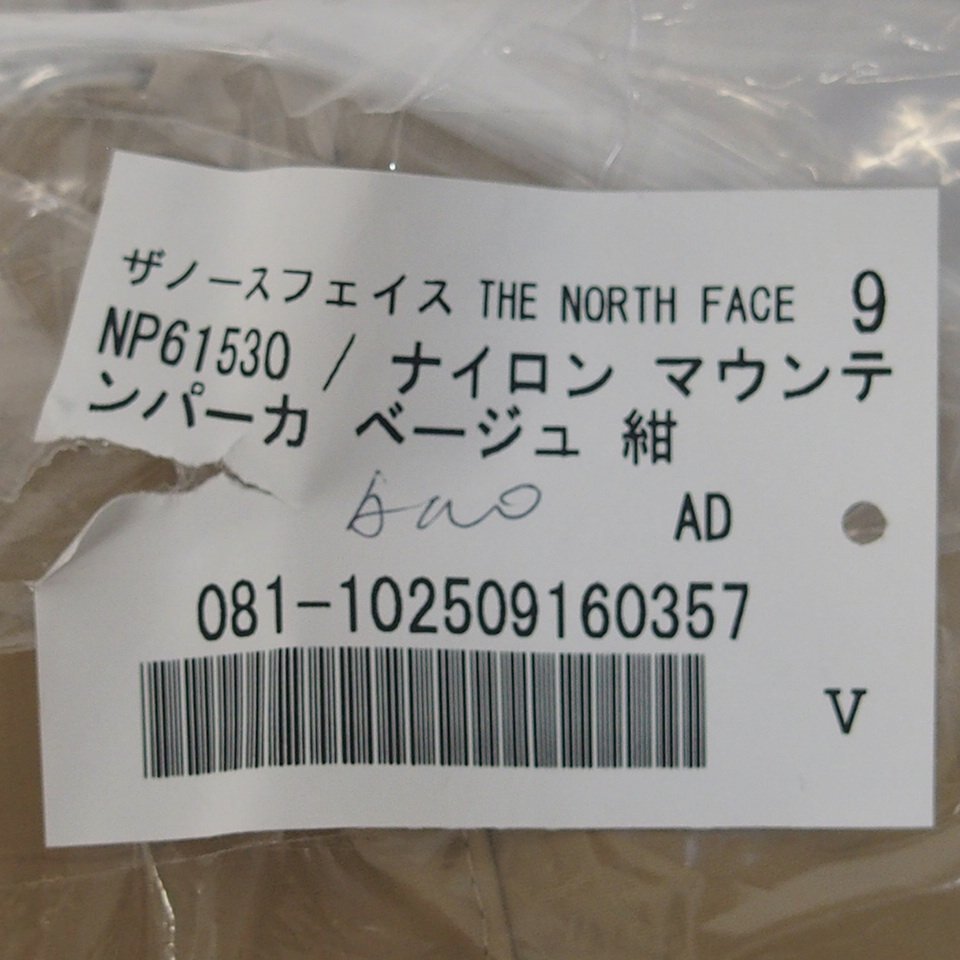 ザノースフェイス THE NORTH FACE 9
NP61530 / ナイロン マウンテ
ンパーカ ベージュ 紺
AD
081-102509160357
V